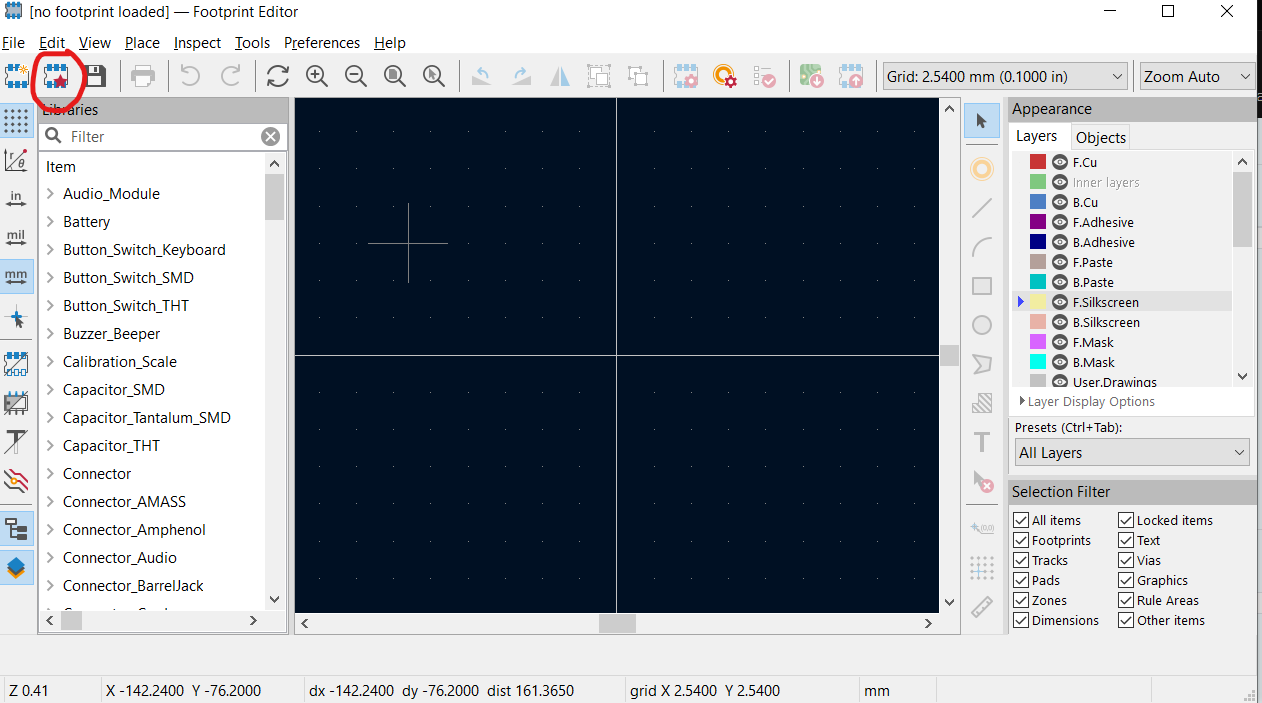 [no footprint loaded] — Footprint Editor
File Edit View Place Inspect Tools Preferences Help
Grid: 2.5400 mm (0.1000 in)
Zoom Auto
Libraries
Filter
Item
Audio_Module
Battery
Button_Switch_Keyboard
Button_Switch_SMD
Button_Switch_THT
Buzzer_Beeper
Calibration_Scale
Capacitor_SMD
Capacitor_Tantalum_SMD
Capacitor_THT
Connector
Connector_AMASS
Connector_Amphenol
Connector_Audio
Connector_BarrelJack
in
mil
mm
r
θ
T
T
(0,0)
Appearance
Layers Objects
F.Cu
Inner layers
B.Cu
F.Adhesive
B.Adhesive
F.Paste
B.Paste
F.Silkscreen
B.Silkscreen
F.Mask
B.Mask
User.Drawings
Layer Display Options
Presets (Ctrl+Tab):
All Layers
Selection Filter
All items Locked items
Footprints Text
Tracks Vias
Pads Graphics
Zones Rule Areas
Dimensions Other items
Z 0.41 X -142.2400 Y -76.2000 dx -142.2400 dy -76.2000 dist 161.3650 grid X 2.5400 Y 2.5400 mm